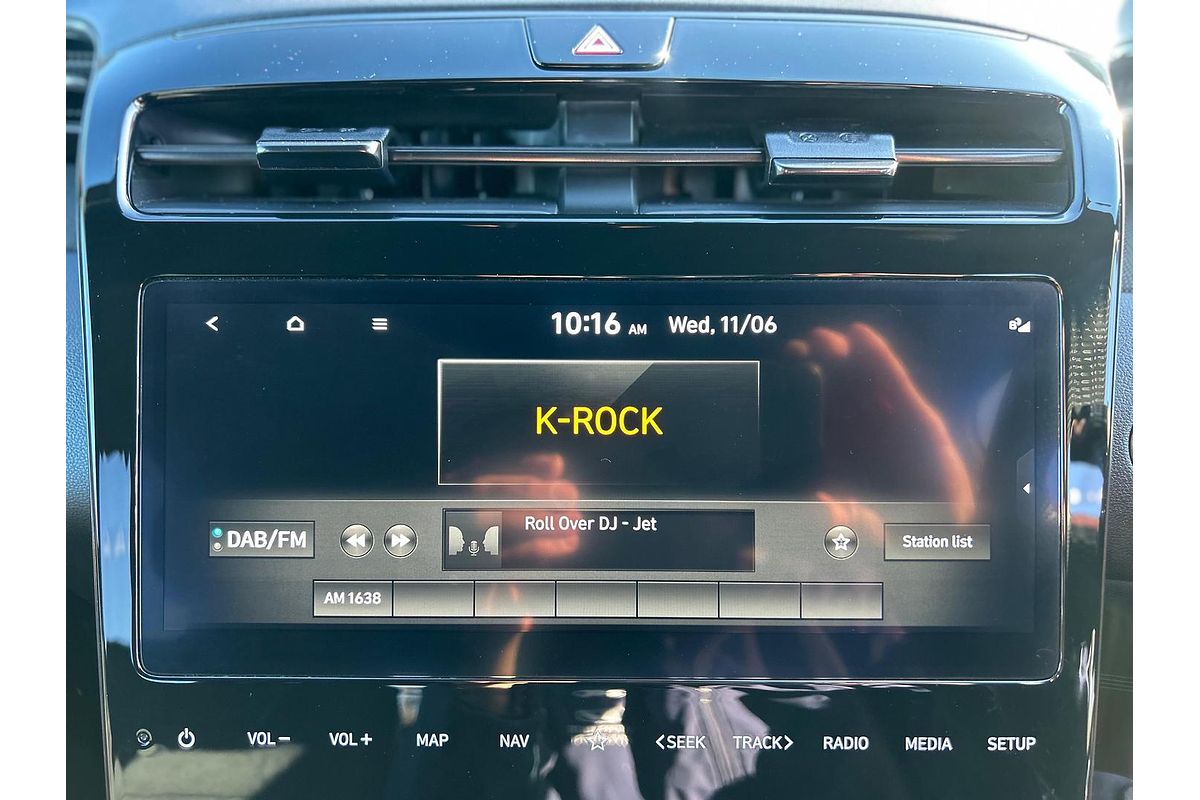 10:16 AM Wed, 11/06
K-ROCK
DAB/FM
Roll Over DJ - Jet
Station list
AM 1638
VOL- VOL+ MAP NAV <SEEK TRACK> RADIO MEDIA SETUP